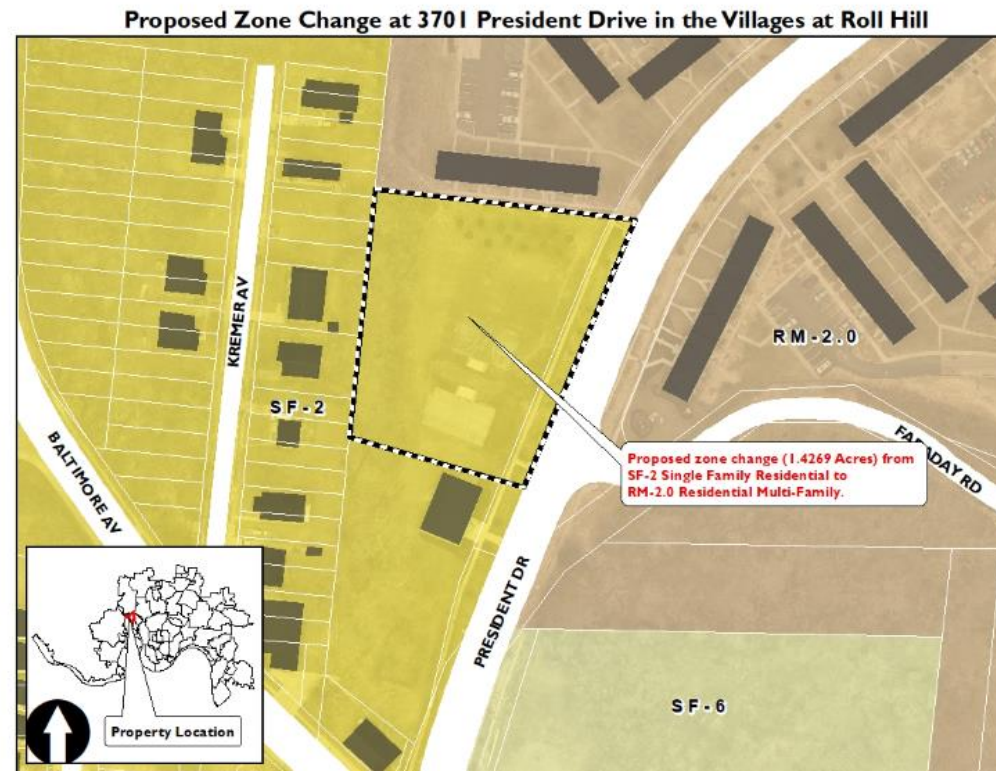 Proposed Zone Change at 3701 President Drive in the Villages at Roll Hill
KREMER AV
RM-2.0
SF-2
FARADAY RD
BALTIMORE AV
Proposed zone change (1.4269 Acres) from
SF-2 Single Family Residential to
RM-2.0 Residential Multi-Family.
PRESIDENT DR
SF-6
Property Location